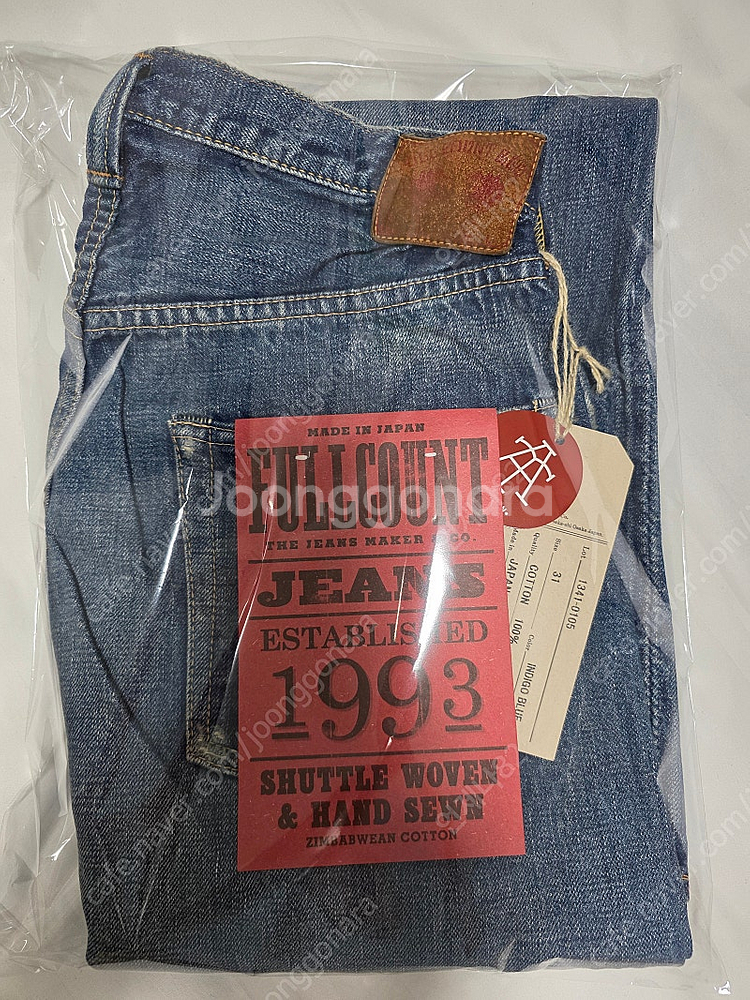 MADE IN JAPAN
FULLCOUNT
THE JEANS MAKER & CO.
JEANS
ESTABLISHED
1993
SHUTTLE WOVEN
& HAND SEWN
ZIMBABWEAN COTTON
Joonggonara
Lot. 1341-0105
Size. 31
Quality. COTTON 100%
Color. INDIGO BLUE
Made in. JAPAN